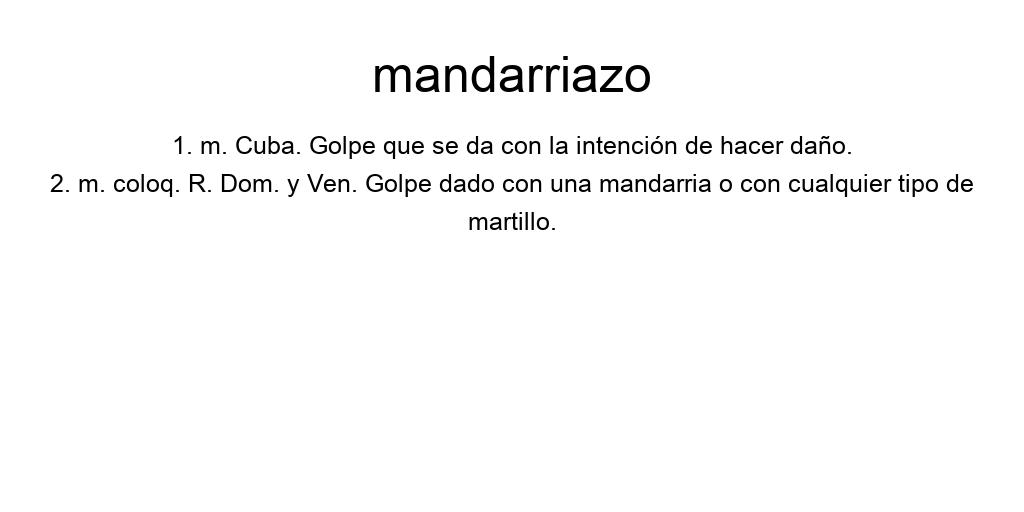 mandarriazo
1. m. Cuba. Golpe que se da con la intención de hacer daño.
2. m. coloq. R. Dom. y Ven. Golpe dado con una mandarria o con cualquier tipo de
martillo.